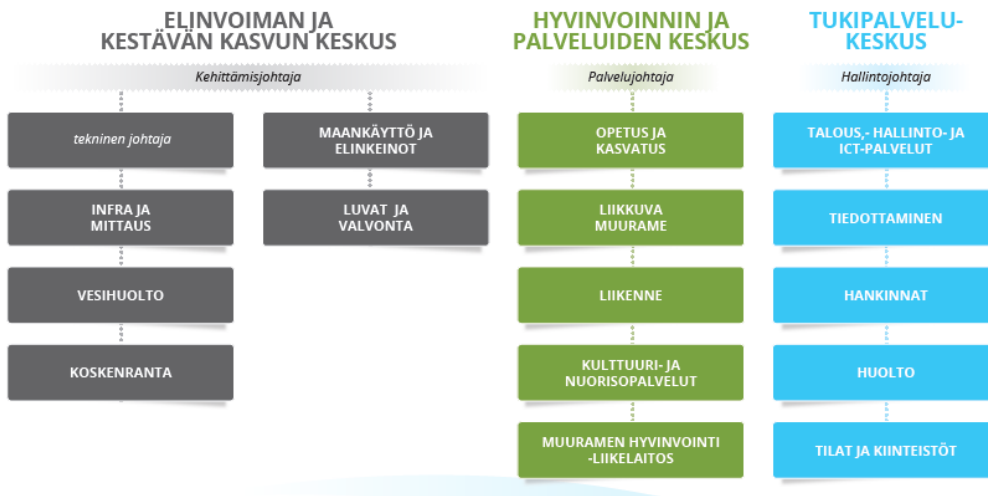 ELINVOIMAN JA
KESTÄVÄN KASVUN KESKUS
Kehittämisjohtaja
tekninen johtaja
INFRA JA
MITTAUS
VESIHUOLTO
KOSKENRANTA
MAANKÄYTTÖ JA
ELINKEINOT
LUVAT JA
VALVONTA
HYVINVOINNIN JA
PALVELUIDEN KESKUS
Palvelujohtaja
OPETUS JA
KASVATUS
LIIKKUVA
MUURAME
LIIKENNE
KULTTUURI- JA
NUORISOPALVELUT
MUURAMEN HYVINVOINTI
-LIIKELAITOS
TUKIPALVELU-
KESKUS
Hallintojohtaja
TALOUS,- HALLINTO- JA
ICT-PALVELUT
TIEDOTTAMINEN
HANKINNAT
HUOLTO
TILAT JA KIINTEISTÖT